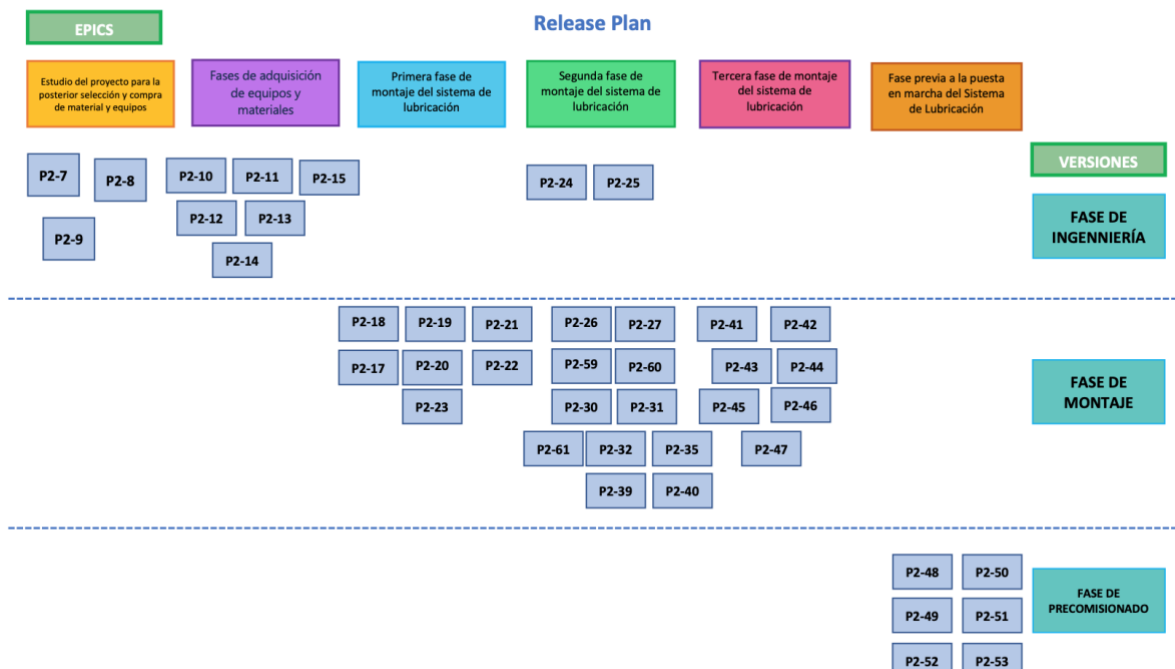 Release Plan
EPICS
Estudio del proyecto para la
posterior selección y compra
de material y equipos
Fases de adquisición
de equipos y
materiales
Primera fase de
montaje del sistema de
lubricación
Segunda fase de
montaje del sistema de
lubricación
Tercera fase de montaje
del sistema de
lubricación
Fase previa a la puesta
en marcha del Sistema
de Lubricación
VERSIONES
P2-7
P2-8
P2-10
P2-11
P2-15
P2-24
P2-25
P2-9
P2-12
P2-13
P2-14
FASE DE
INGENNIERÍA
P2-18
P2-19
P2-21
P2-26
P2-27
P2-41
P2-42
P2-17
P2-20
P2-22
P2-59
P2-60
P2-43
P2-44
P2-23
P2-30
P2-31
P2-45
P2-46
P2-61
P2-32
P2-35
P2-47
P2-39
P2-40
FASE DE
MONTAJE
P2-48
P2-50
P2-49
P2-51
P2-52
P2-53
FASE DE
PRECOMISIONADO